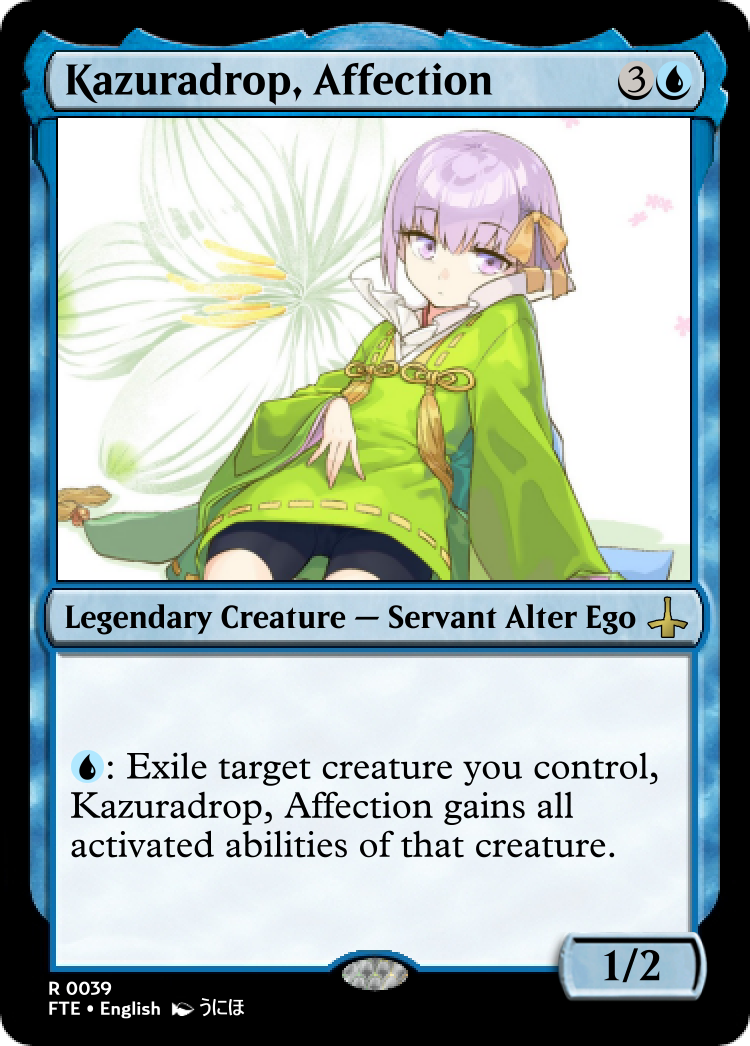 Kazuradrop, Affection 3
Legendary Creature — Servant Alter Ego
: Exile target creature you control,
Kazuradrop, Affection gains all
activated abilities of that creature.
1/2
R 0039
FTE • English うにほ